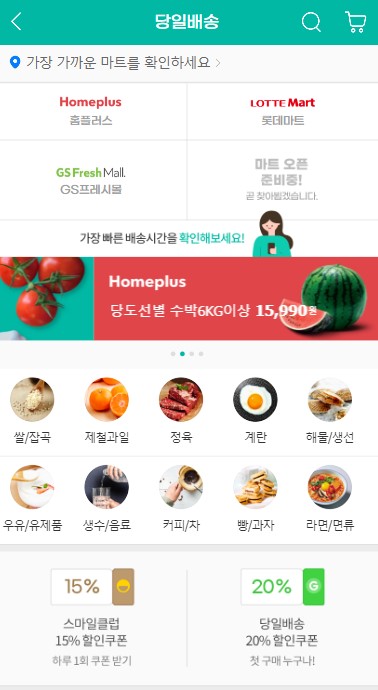 당일배송
가장 가까운 마트를 확인하세요
Homeplus
홈플러스
LOTTE Mart
롯데마트
GS Fresh Mall.
GS프레시몰
마트 오픈
준비중!
곧 찾아뵙겠습니다.
가장 빠른 배송시간을 확인해보세요!
Homeplus
당도선별 수박6KG이상 15,990원
쌀/잡곡
제철과일
정육
계란
해물/생선
우유/유제품
생수/음료
커피/차
빵/과자
라면/면류
15%
20% G
스마일클럽
15% 할인쿠폰
하루 1회 쿠폰 받기
당일배송
20% 할인쿠폰
첫 구매 누구나!